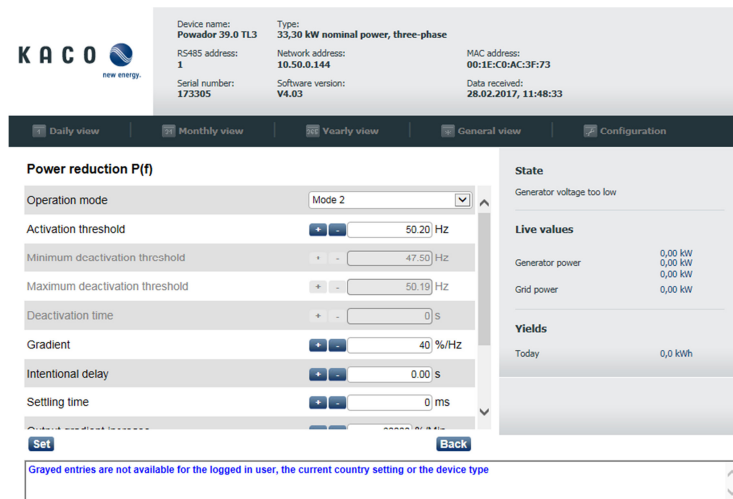 KACO
new energy.
Device name:
Powador 39.0 TL3
Type:
33,30 kW nominal power, three-phase
RS485 address:
1
Network address:
10.50.0.144
MAC address:
00:1E:C0:AC:3F:73
Serial number:
173305
Software version:
V4.03
Data received:
28.02.2017, 11:48:33
1 Daily view
31 Monthly view
365 Yearly view
+ General view
Configuration
Power reduction P(f)
Operation mode Mode 2
Activation threshold + - 50.20 Hz
Minimum deactivation threshold + - 47.50 Hz
Maximum deactivation threshold + - 50.19 Hz
Deactivation time + - 0 s
Gradient + - 40 %/Hz
Intentional delay + - 0.00 s
Settling time + - 0 ms
Output gradient increase
Set Back
State
Generator voltage too low
Live values
Generator power 0,00 kW
0,00 kW
0,00 kW
Grid power 0,00 kW
Yields
Today 0,0 kWh
Grayed entries are not available for the logged in user, the current country setting or the device type